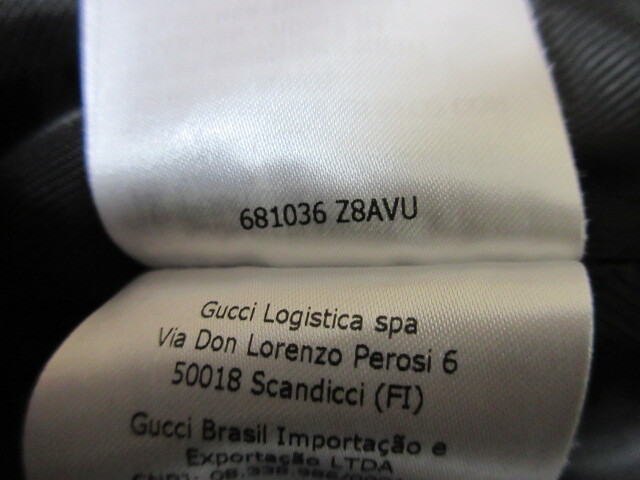 681036 Z8AVU
Gucci Logistica spa
Via Don Lorenzo Perosi 6
50018 Scandicci (FI)
Gucci Brasil Importação e
Exportação LTDA